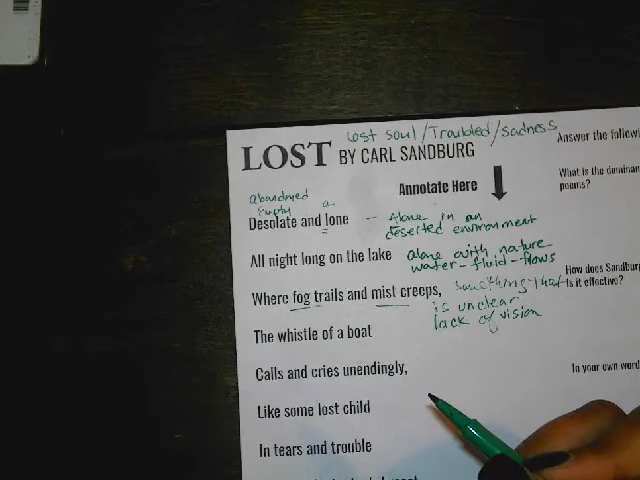 Lost soul/Troubled/sadness
Answer the followi
LOST BY CARL SANDBURG
What is the dominan
poems?
Annotate Here
abandoned
Empty a
Desolate and lone -- Alone in an
deserted environment
All night long on the lake alone with nature
water-fluid-flows
How does Sandburg
Where fog trails and mist creeps, something that
Is it effective?
is unclear
lack of vision
The whistle of a boat
Calls and cries unendingly,
In your own word
Like some lost child
In tears and trouble